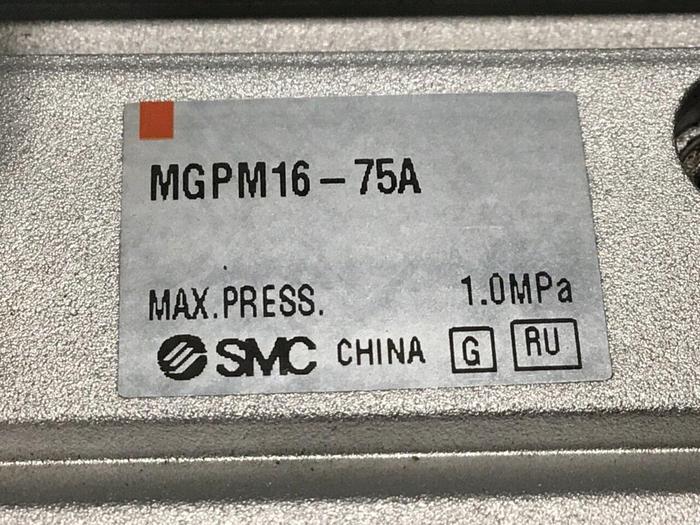 MGPM16-75A
MAX.PRESS. 1.0MPa
SMC CHINA G RU